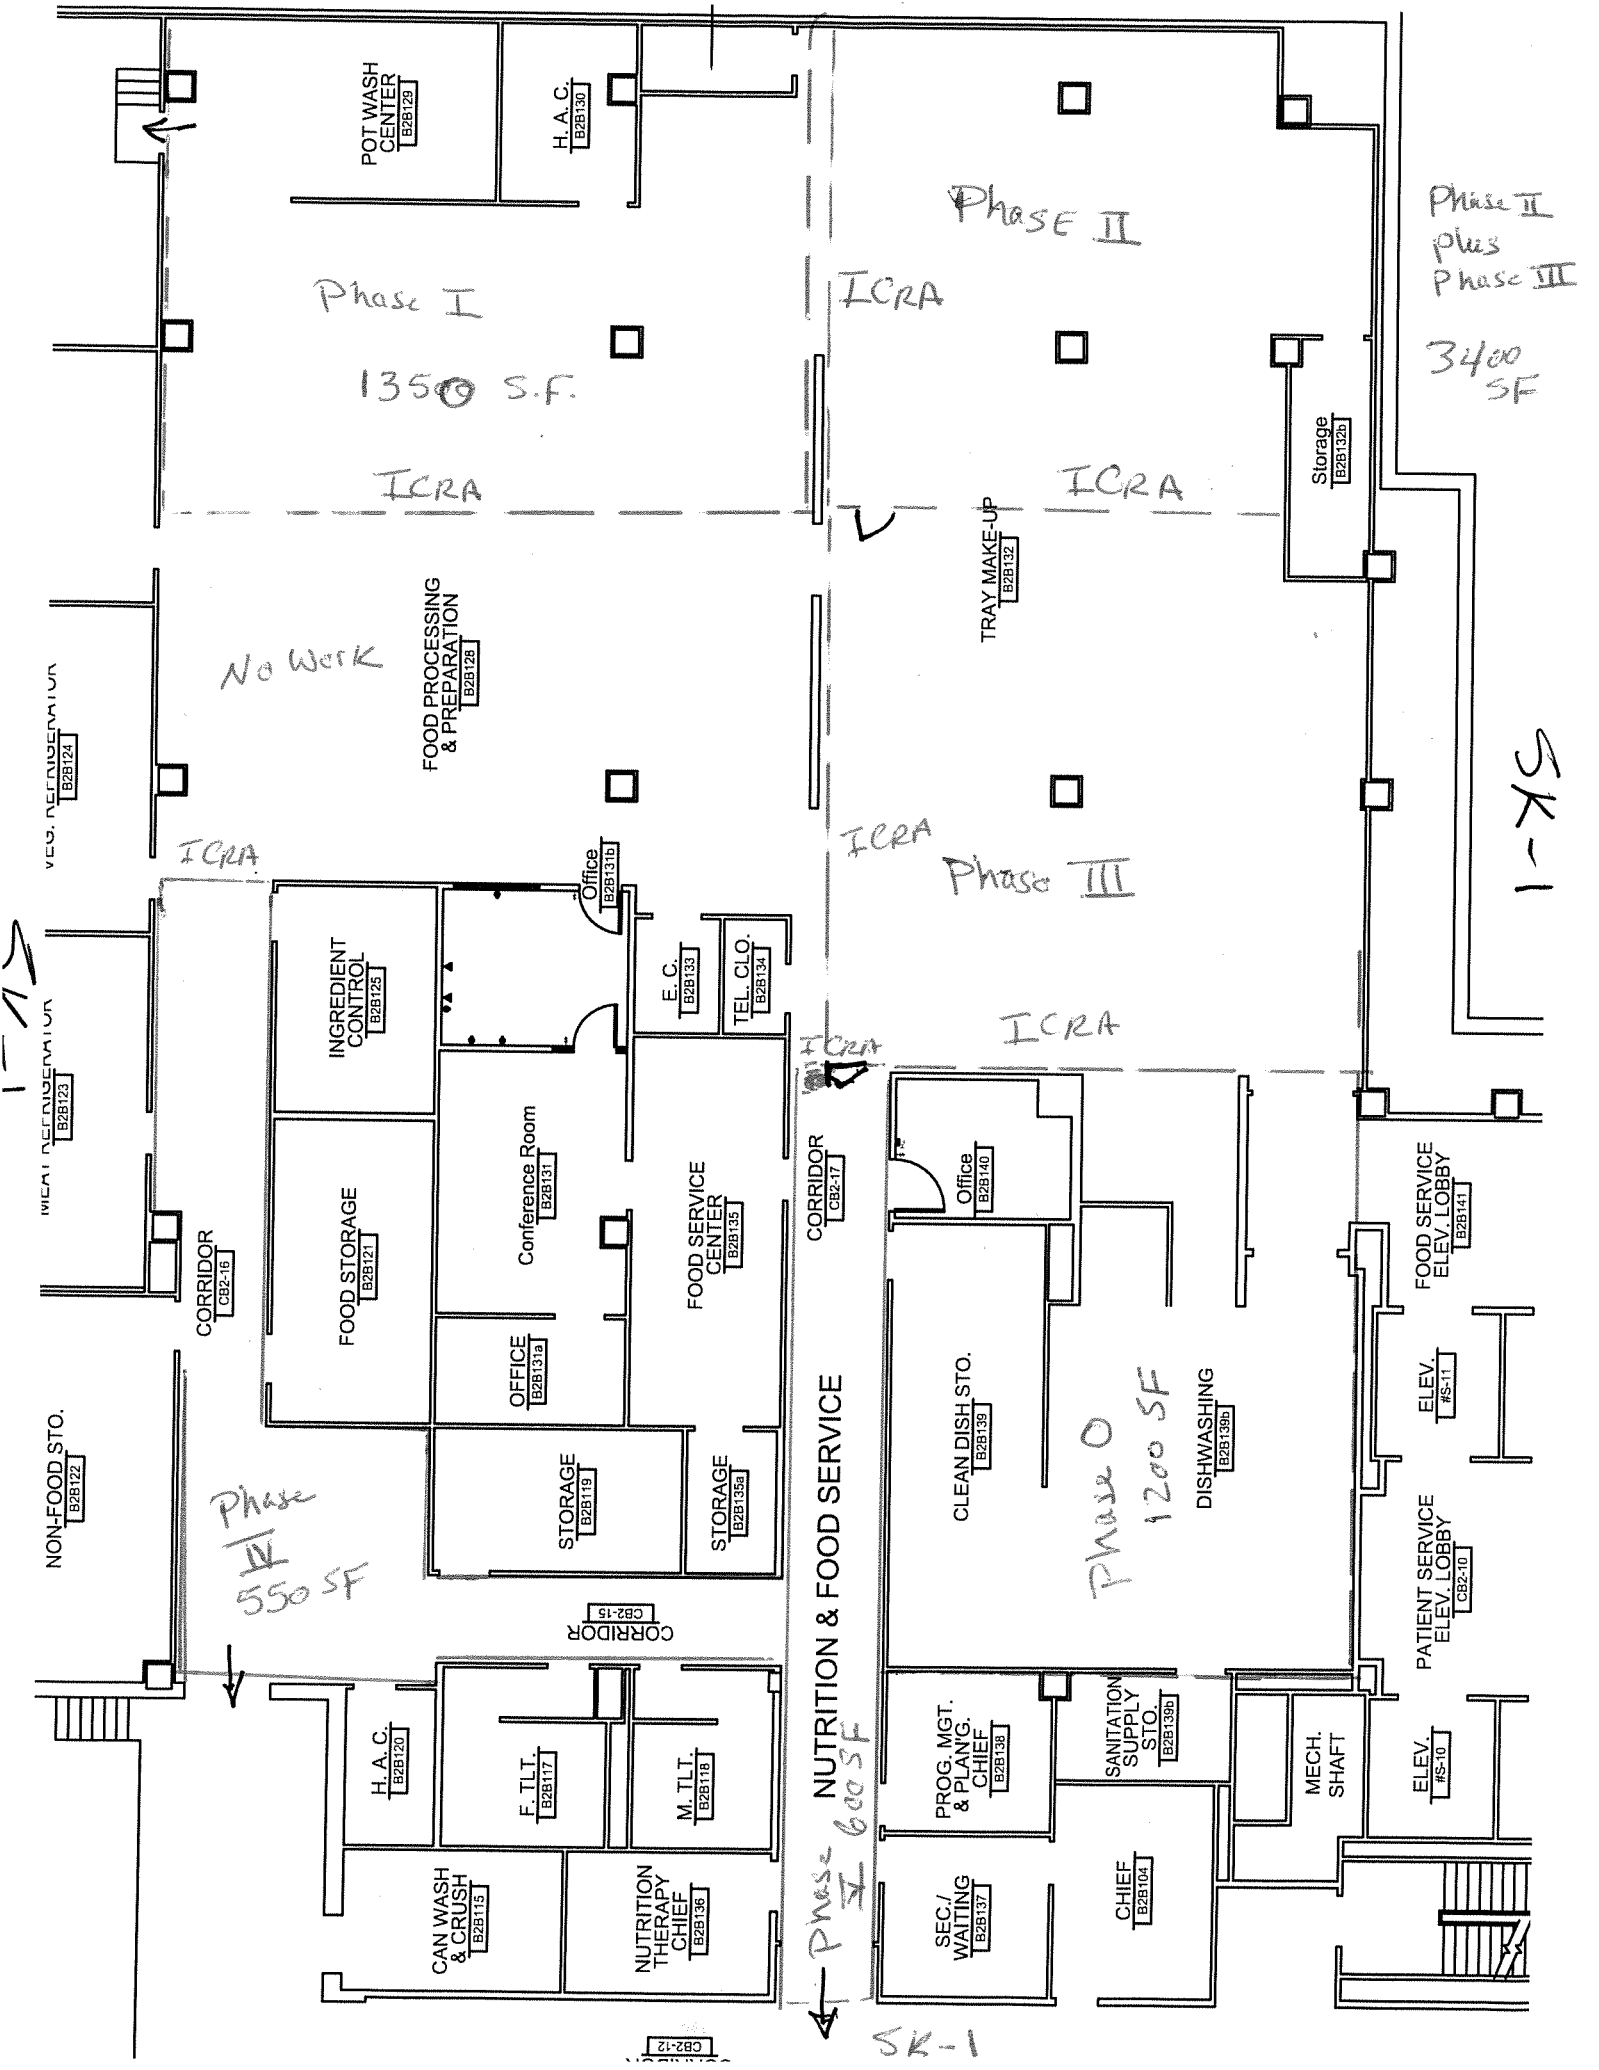 POT WASH
CENTER
B2B129
H. A. C.
B2B130
Phase I
1350 S.F.
ICRA
PhasE II
ICRA
ICRA
Phase II
plus
Phase III
3400
SF
Storage
B2B132b
TRAY MAKE-UP
B2B132
FOOD PROCESSING
& PREPARATION
B2B128
No Work
VEG. REFRIGERATOR
B2B124
ICRA
ICRA
Phase III
SK-1
Office
B2B131b
INGREDIENT
CONTROL
B2B125
E. C.
B2B133
TEL. CLO.
B2B134
MEAT REFRIGERATOR
B2B123
ICRA
ICRA
Conference Room
B2B131
FOOD SERVICE
CENTER
B2B135
CORRIDOR
CB2-17
Office
B2B140
FOOD SERVICE
ELEV. LOBBY
B2B141
FOOD STORAGE
B2B121
CORRIDOR
CB2-16
OFFICE
B2B131a
NUTRITION & FOOD SERVICE
CLEAN DISH STO.
B2B139
Phase O
1200 SF
DISHWASHING
B2B139b
ELEV.
#S-11
NON-FOOD STO.
B2B122
Phase
IV
550 SF
STORAGE
B2B119
STORAGE
B2B135a
CORRIDOR
CB2-15
PATIENT SERVICE
ELEV. LOBBY
CB2-10
H. A. C.
B2B120
F. TLT.
B2B117
M. TLT.
B2B118
Phase
V 600 SF
PROG. MGT.
& PLAN'G.
CHIEF
B2B138
SANITATION
SUPPLY
STO.
B2B139b
MECH.
SHAFT
ELEV.
#S-10
CAN WASH
& CRUSH
B2B115
NUTRITION
THERAPY
CHIEF
B2B136
SEC./
WAITING
B2B137
CHIEF
B2B104
CB2-12
CORRIDOR
SK-1